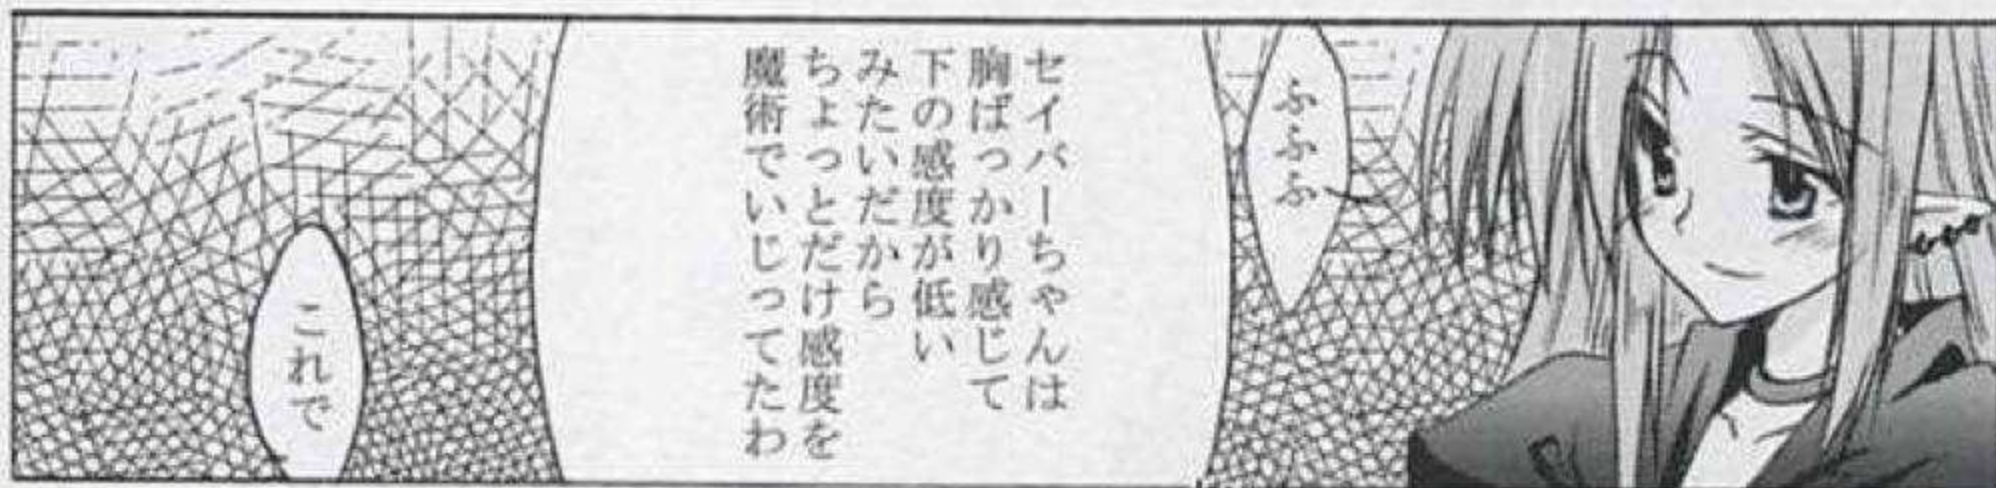 ふふふ
セイバーちゃんは
胸ばっかり感じて
下の感度が低い
みたいだから
ちょっとだけ感度を
魔術でいじってたわ
これで